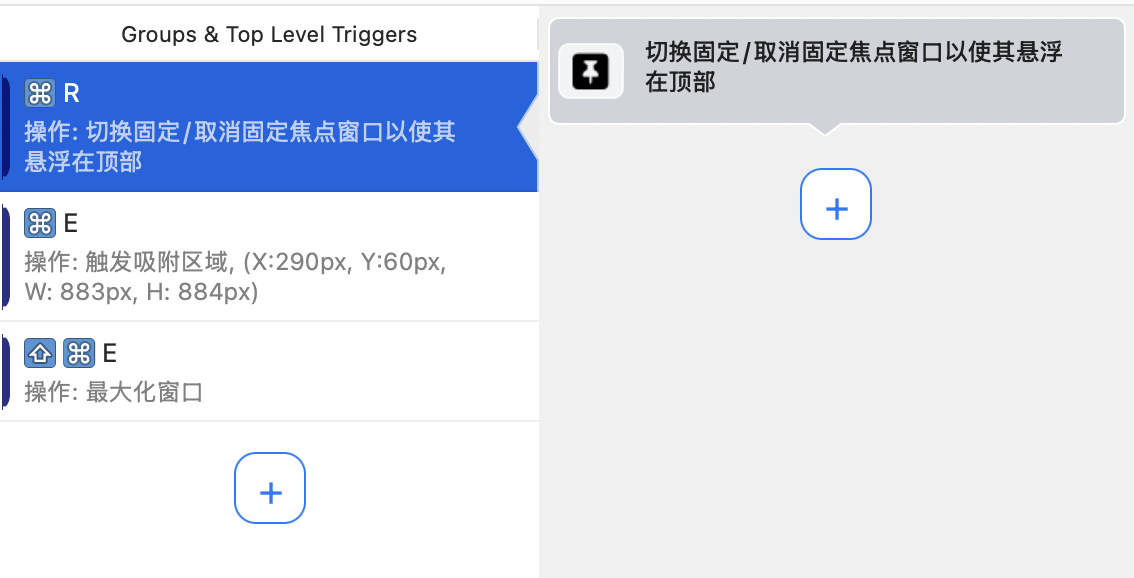 Groups & Top Level Triggers
⌘ R
操作: 切换固定/取消固定焦点窗口以使其
悬浮在顶部
⌘ E
操作: 触发吸附区域, (X:290px, Y:60px,
W: 883px, H: 884px)
⇧ ⌘ E
操作: 最大化窗口
+
切换固定/取消固定焦点窗口以使其悬浮
在顶部
+